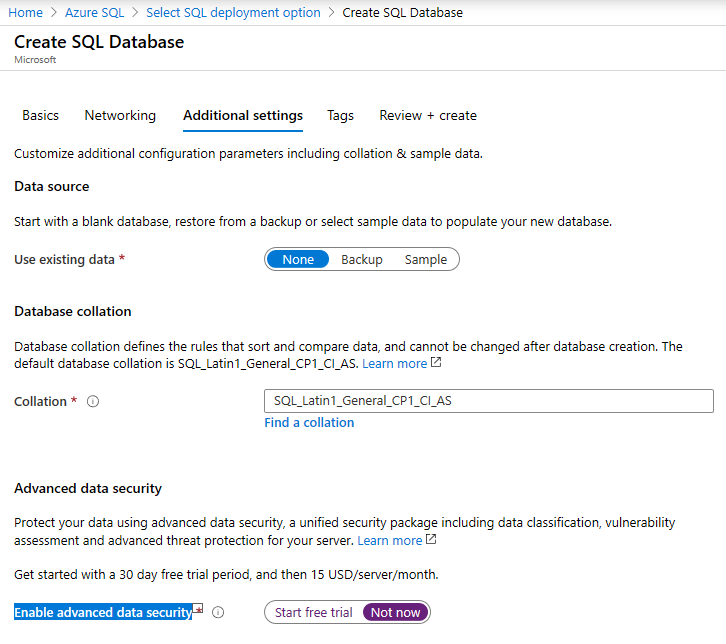 Home > Azure SQL > Select SQL deployment option > Create SQL Database
Create SQL Database
Microsoft
Basics Networking Additional settings Tags Review + create
Customize additional configuration parameters including collation & sample data.
Data source
Start with a blank database, restore from a backup or select sample data to populate your new database.
Use existing data * None Backup Sample
Database collation
Database collation defines the rules that sort and compare data, and cannot be changed after database creation. The
default database collation is SQL_Latin1_General_CP1_CI_AS. Learn more
Collation * SQL_Latin1_General_CP1_CI_AS
Find a collation
Advanced data security
Protect your data using advanced data security, a unified security package including data classification, vulnerability
assessment and advanced threat protection for your server. Learn more
Get started with a 30 day free trial period, and then 15 USD/server/month.
Enable advanced data security * Start free trial Not now